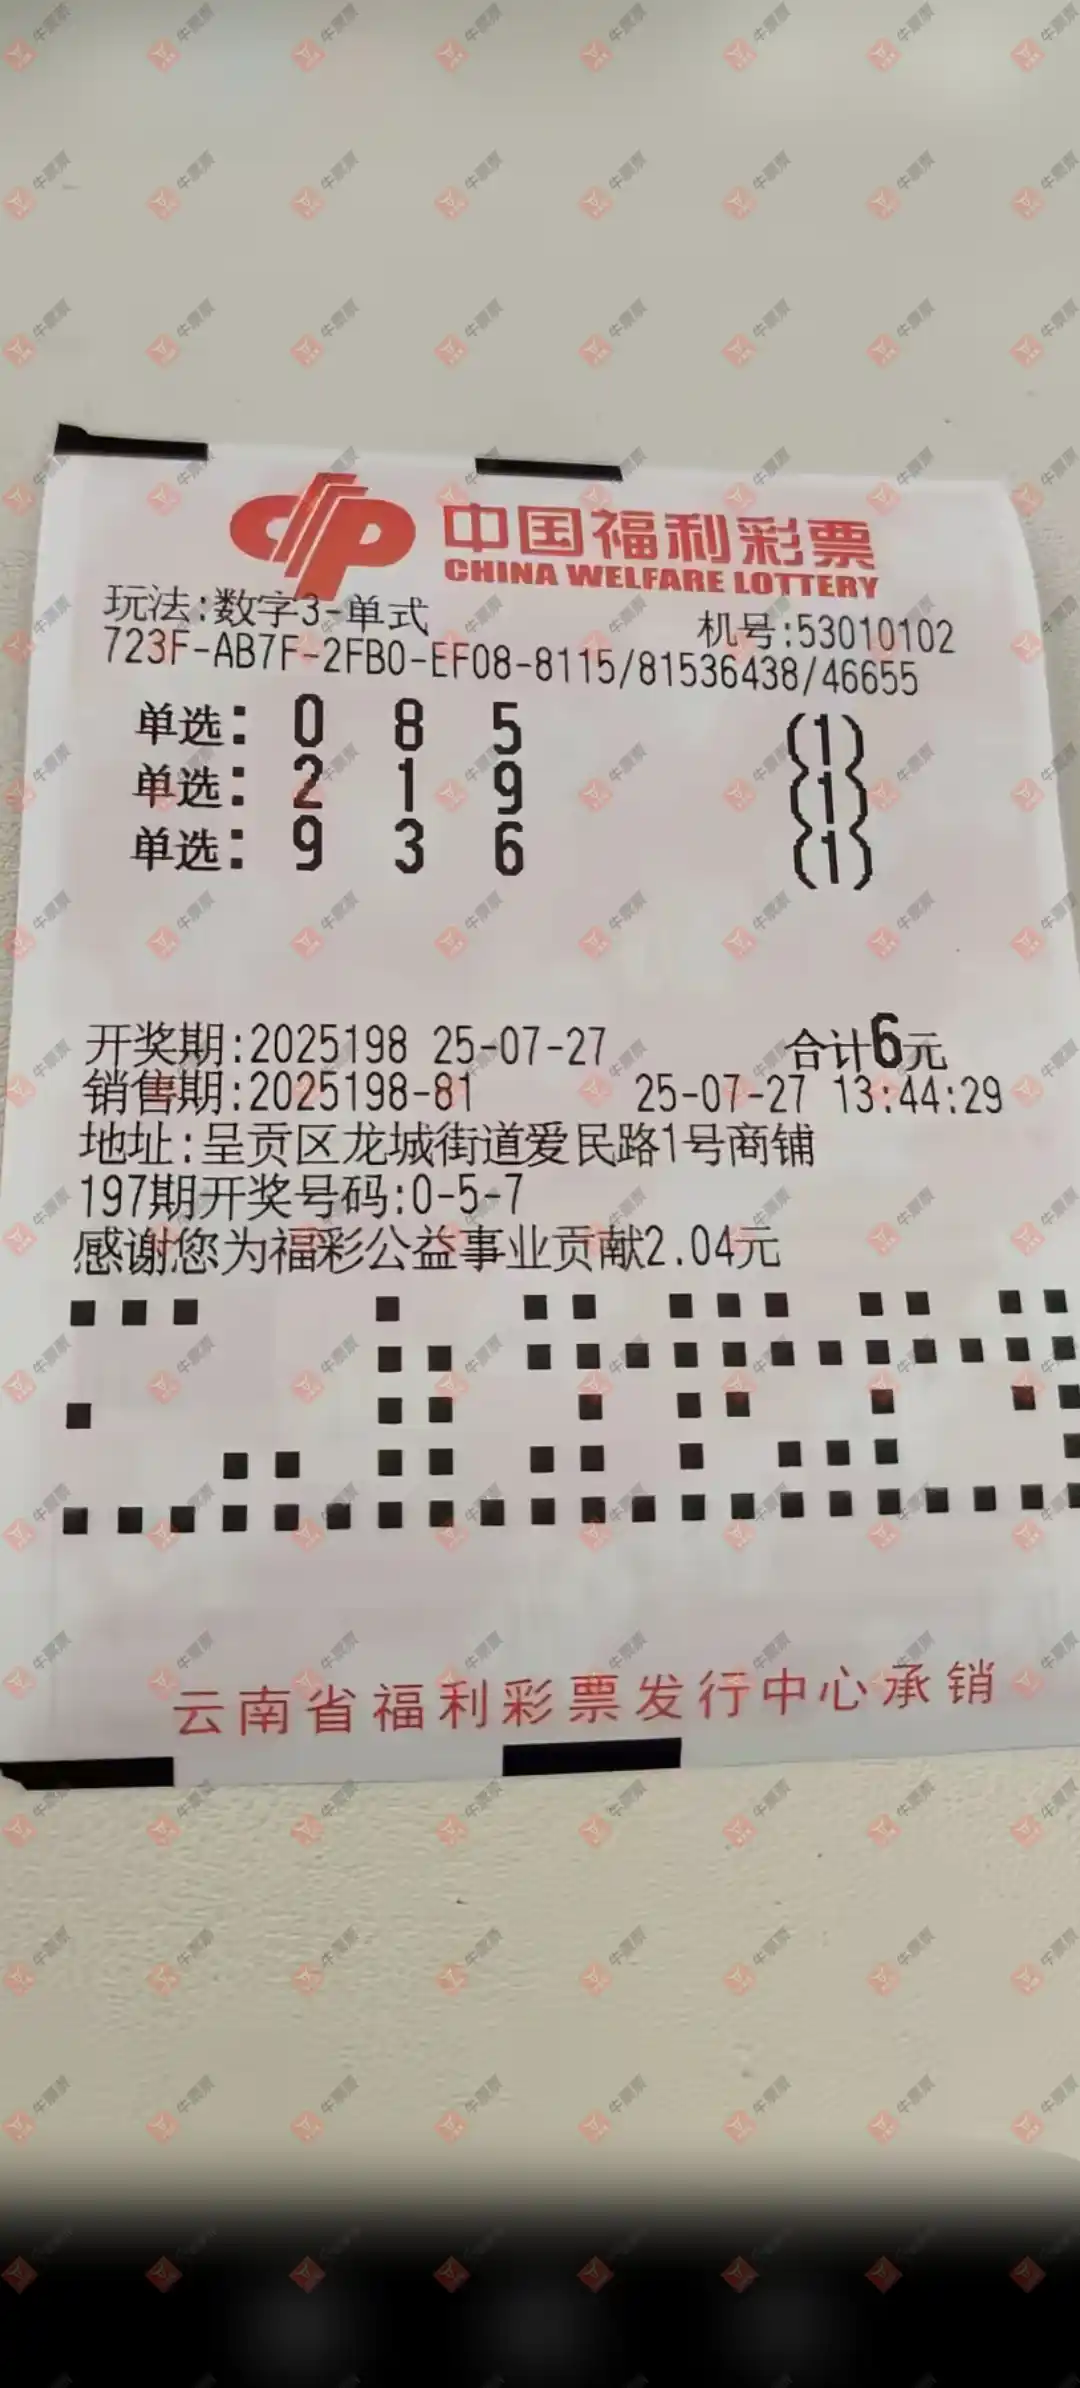 中国福利彩票
CHINA WELFARE LOTTERY
玩法:数字3-单式 机号:53010102
723F-AB7F-2FB0-EF08-8115/81536438/46655
单选: 0 8 5 (1)
单选: 2 1 9 (1)
单选: 9 3 6 (1)
开奖期:2025198 25-07-27 合计6元
销售期:2025198-81 25-07-27 13:44:29
地址:呈贡区龙城街道爱民路1号商铺
197期开奖号码:0-5-7
感谢您为福彩公益事业贡献2.04元
云南省福利彩票发行中心承销
牛票票